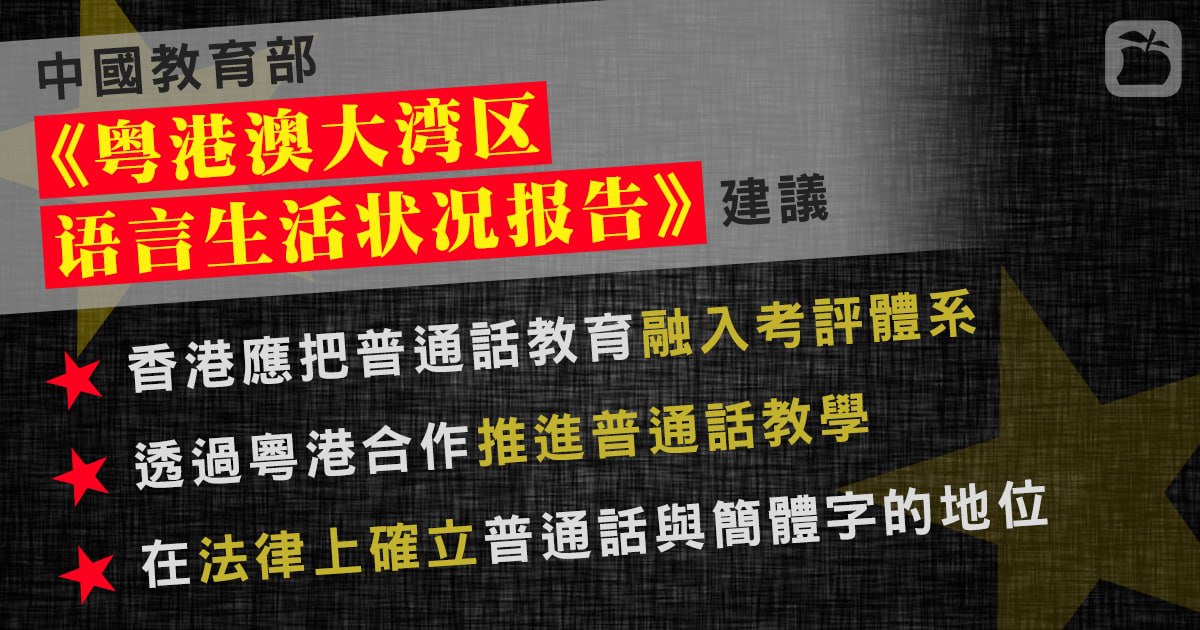 中國教育部
《粤港澳大湾区
语言生活状况报告》建議
香港應把普通話教育融入考評體系
透過粵港合作推進普通話教學
在法律上確立普通話與簡體字的地位